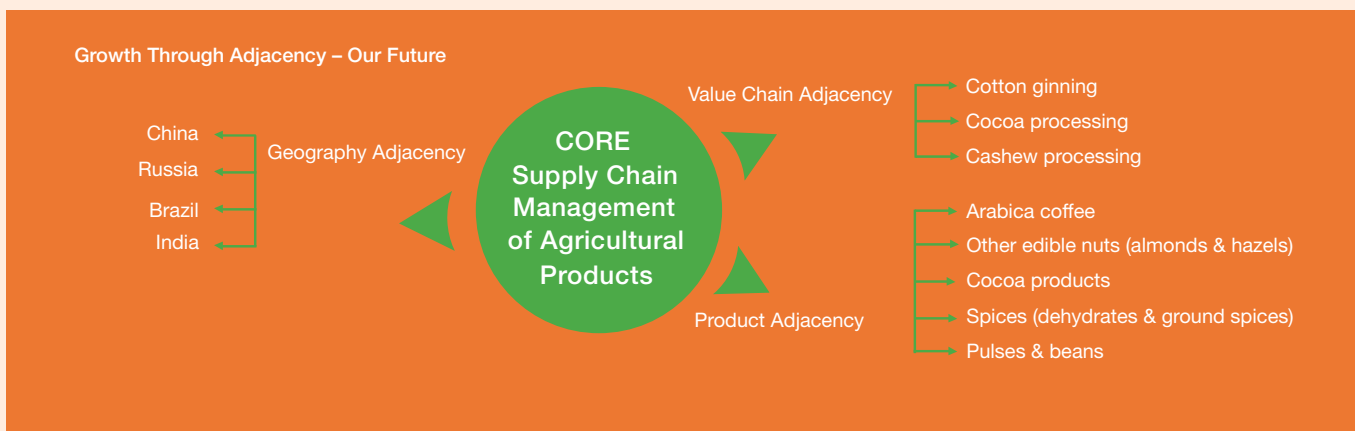 Growth Through Adjacency – Our Future
Geography Adjacency
China
Russia
Brazil
India
CORE
Supply Chain
Management
of Agricultural
Products
Value Chain Adjacency
Cotton ginning
Cocoa processing
Cashew processing
Product Adjacency
Arabica coffee
Other edible nuts (almonds & hazels)
Cocoa products
Spices (dehydrates & ground spices)
Pulses & beans